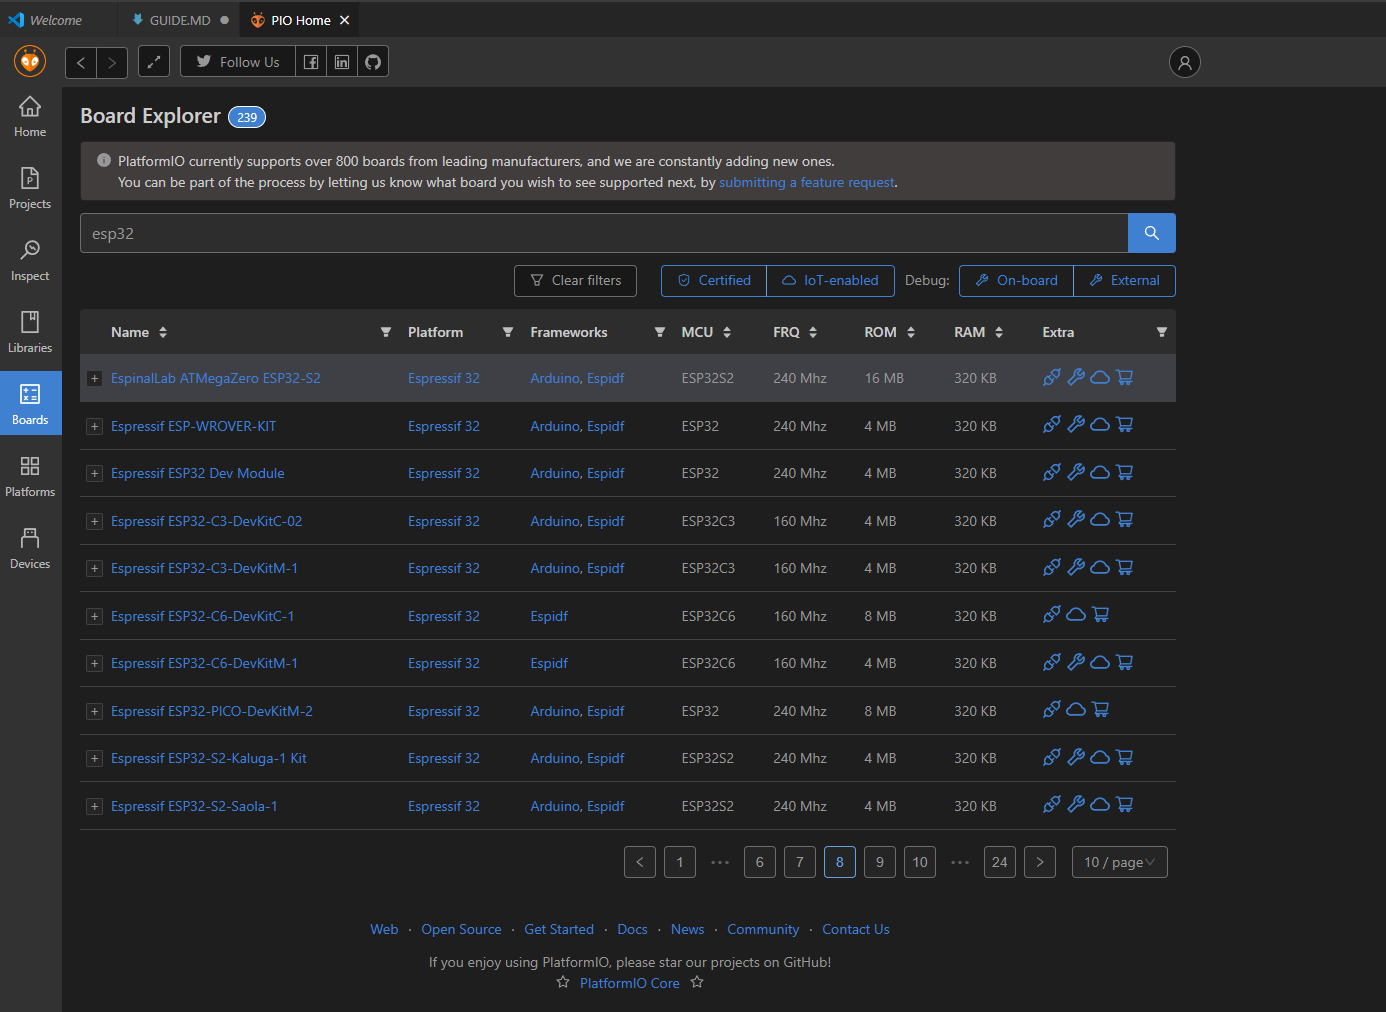 Welcome GUIDE.MD PIO Home
Follow Us
Home
Projects
Inspect
Libraries
Boards
Platforms
Devices
Board Explorer 239
PlatformIO currently supports over 800 boards from leading manufacturers, and we are constantly adding new ones.
You can be part of the process by letting us know what board you wish to see supported next, by submitting a feature request.
esp32
Clear filters Certified IoT-enabled Debug: On-board External
Name Platform Frameworks MCU FRQ ROM RAM Extra
EspinalLab ATMegaZero ESP32-S2 Espressif 32 Arduino, Espidf ESP32S2 240 Mhz 16 MB 320 KB
Espressif ESP-WROVER-KIT Espressif 32 Arduino, Espidf ESP32 240 Mhz 4 MB 320 KB
Espressif ESP32 Dev Module Espressif 32 Arduino, Espidf ESP32 240 Mhz 4 MB 320 KB
Espressif ESP32-C3-DevKitC-02 Espressif 32 Arduino, Espidf ESP32C3 160 Mhz 4 MB 320 KB
Espressif ESP32-C3-DevKitM-1 Espressif 32 Arduino, Espidf ESP32C3 160 Mhz 4 MB 320 KB
Espressif ESP32-C6-DevKitC-1 Espressif 32 Espidf ESP32C6 160 Mhz 8 MB 320 KB
Espressif ESP32-C6-DevKitM-1 Espressif 32 Espidf ESP32C6 160 Mhz 4 MB 320 KB
Espressif ESP32-PICO-DevKitM-2 Espressif 32 Arduino, Espidf ESP32 240 Mhz 8 MB 320 KB
Espressif ESP32-S2-Kaluga-1 Kit Espressif 32 Arduino, Espidf ESP32S2 240 Mhz 4 MB 320 KB
Espressif ESP32-S2-Saola-1 Espressif 32 Arduino, Espidf ESP32S2 240 Mhz 4 MB 320 KB
< 1 ••• 6 7 8 9 10 ••• 24 > 10 / page
Web · Open Source · Get Started · Docs · News · Community · Contact Us
If you enjoy using PlatformIO, please star our projects on GitHub!
☆ PlatformIO Core ☆